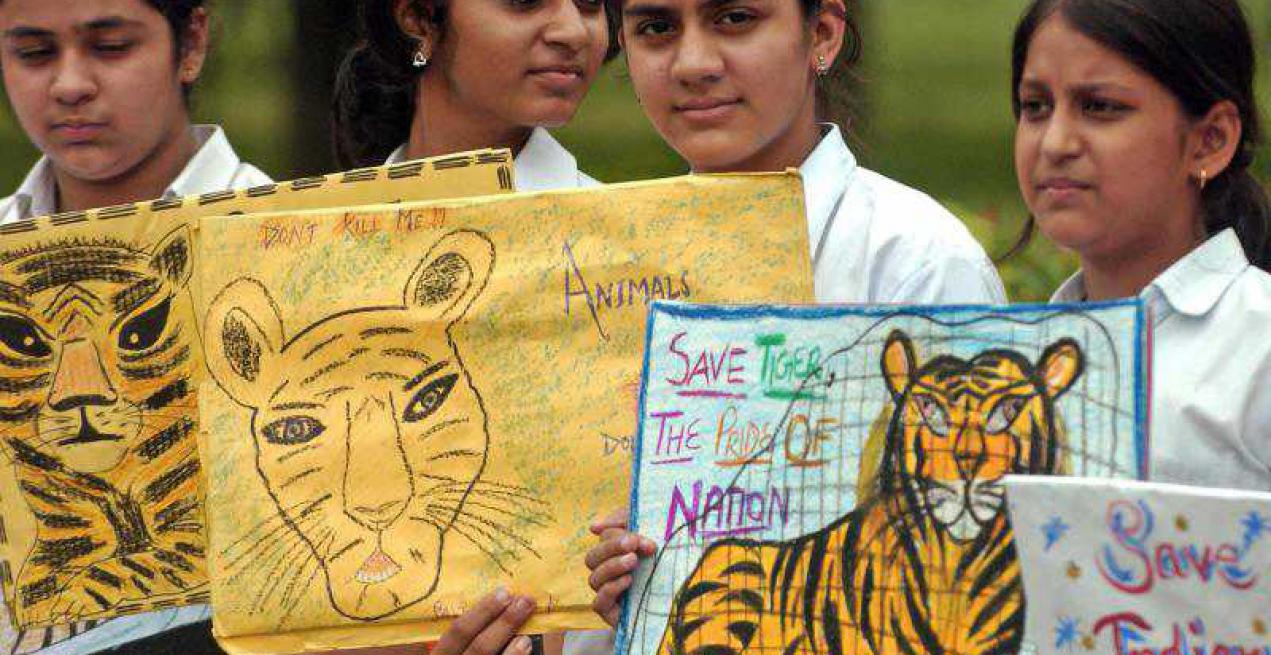 DON'T KILL ME!!
ANIMALS
SAVE TIGER,
THE PRIDE OF
NATION
Save